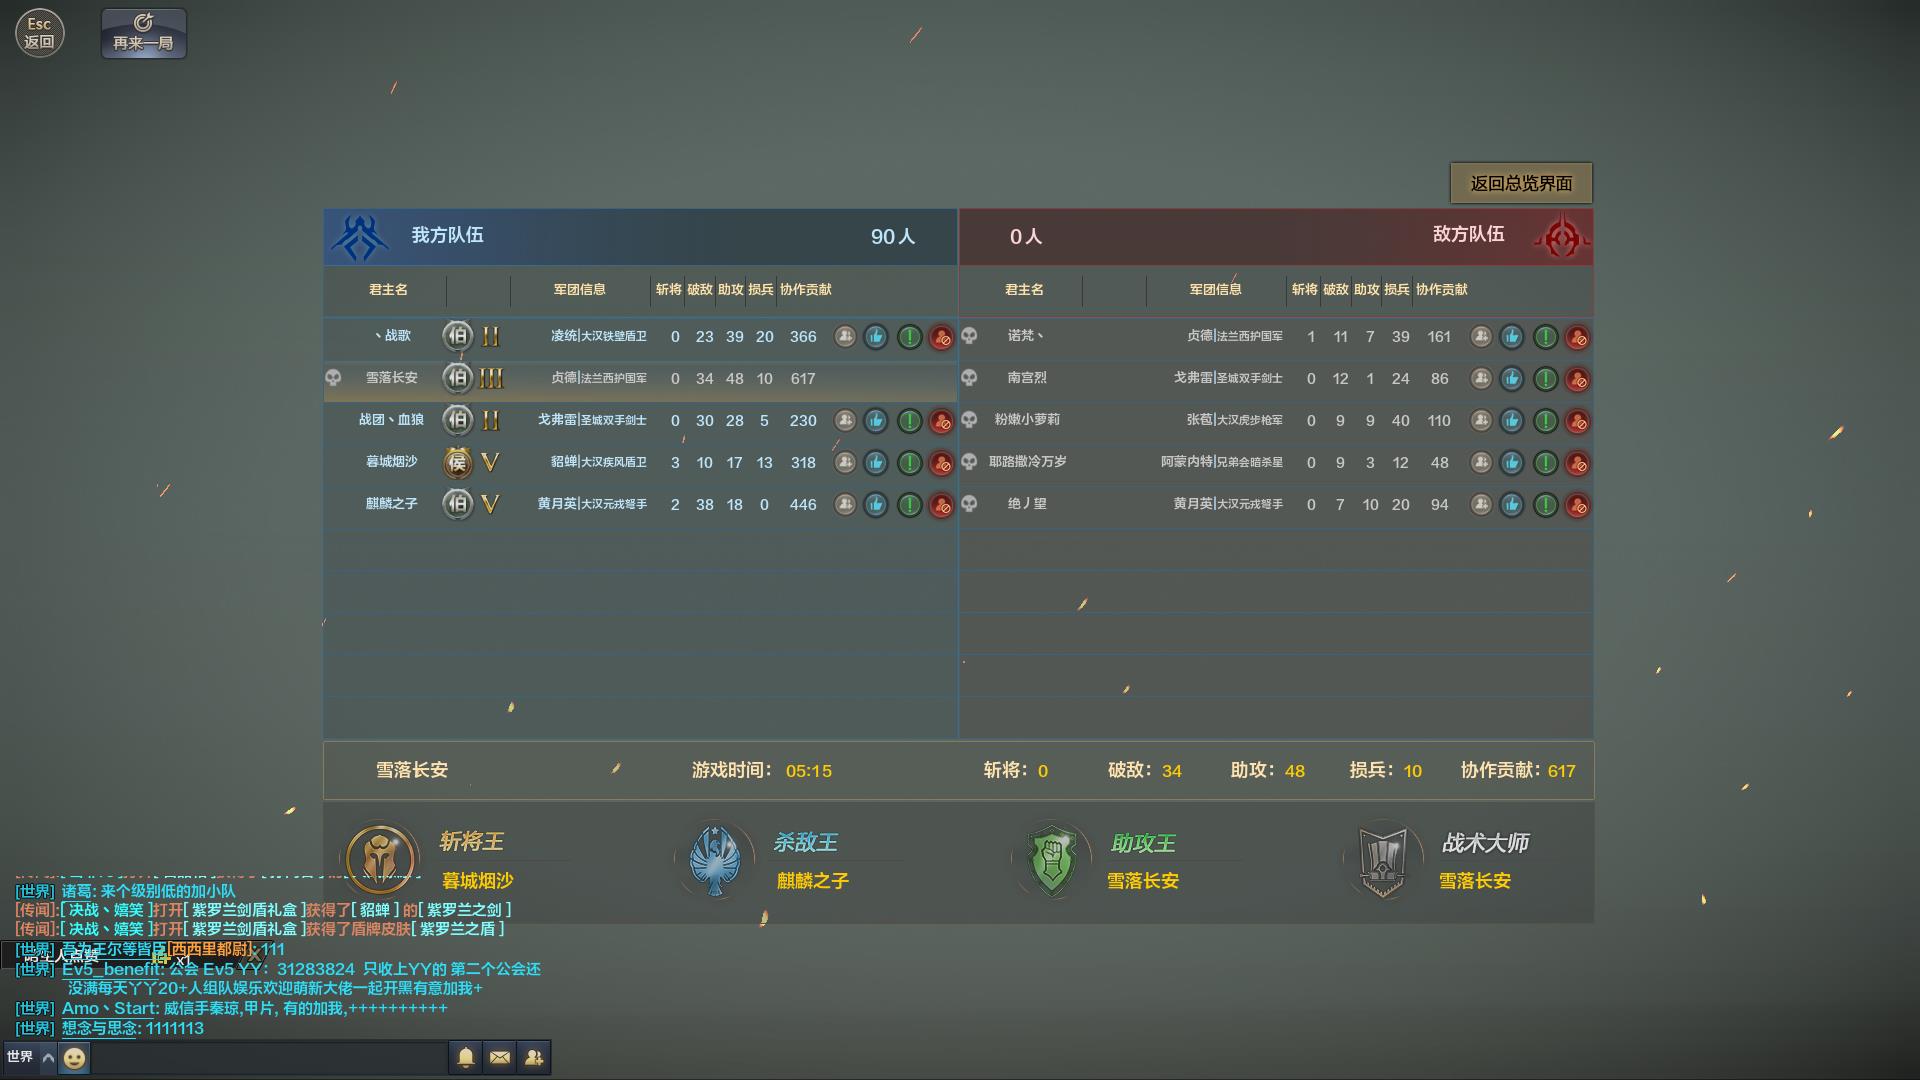 Esc
返回
再来一局
返回总览界面
我方队伍 90人 0人 敌方队伍
君主名 军团信息 斩将 破敌 助攻 损兵 协作贡献 君主名 军团信息 斩将 破敌 助攻 损兵 协作贡献
丶战歌 伯 II 凌统|大汉铁壁盾卫 0 23 39 20 366 诺梵丶 贞德|法兰西护国军 1 11 7 39 161
雪落长安 伯 III 贞德|法兰西护国军 0 34 48 10 617 南宫烈 戈弗雷|圣城双手剑士 0 12 1 24 86
战团丶血狼 伯 II 戈弗雷|圣城双手剑士 0 30 28 5 230 粉嫩小萝莉 张苞|大汉虎步枪军 0 9 9 40 110
暮城烟沙 侯 V 貂蝉|大汉疾风盾卫 3 10 17 13 318 耶路撒冷万岁 阿蒙内特|兄弟会暗杀星 0 9 3 12 48
麒麟之子 伯 V 黄月英|大汉元戎弩手 2 38 18 0 446 绝丿望 黄月英|大汉元戎弩手 0 7 10 20 94
雪落长安 游戏时间： 05:15 斩将： 0 破敌： 34 助攻： 48 损兵： 10 协作贡献： 617
斩将王 杀敌王 助攻王 战术大师
暮城烟沙 麒麟之子 雪落长安 雪落长安
[世界] 诸葛: 来个级别低的加小队
[传闻]:[ 决战丶嬉笑 ]打开[ 紫罗兰剑盾礼盒 ]获得了[ 貂蝉 ] 的[ 紫罗兰之剑 ]
[传闻]:[ 决战丶嬉笑 ]打开[ 紫罗兰剑盾礼盒 ]获得了盾牌皮肤[ 紫罗兰之盾 ]
[世界] 吾为王尔等皆臣[西西里都尉]: 111
x1
[世界] Ev5_benefit: 公会 Ev5 YY：31283824 只收上YY的 第二个公会还
没满每天丫丫20+人组队娱乐欢迎萌新大佬一起开黑有意加我+
[世界] Amo丶Start: 威信手秦琼,甲片, 有的加我,++++++++++
[世界] 想念与思念: 1111113
世界